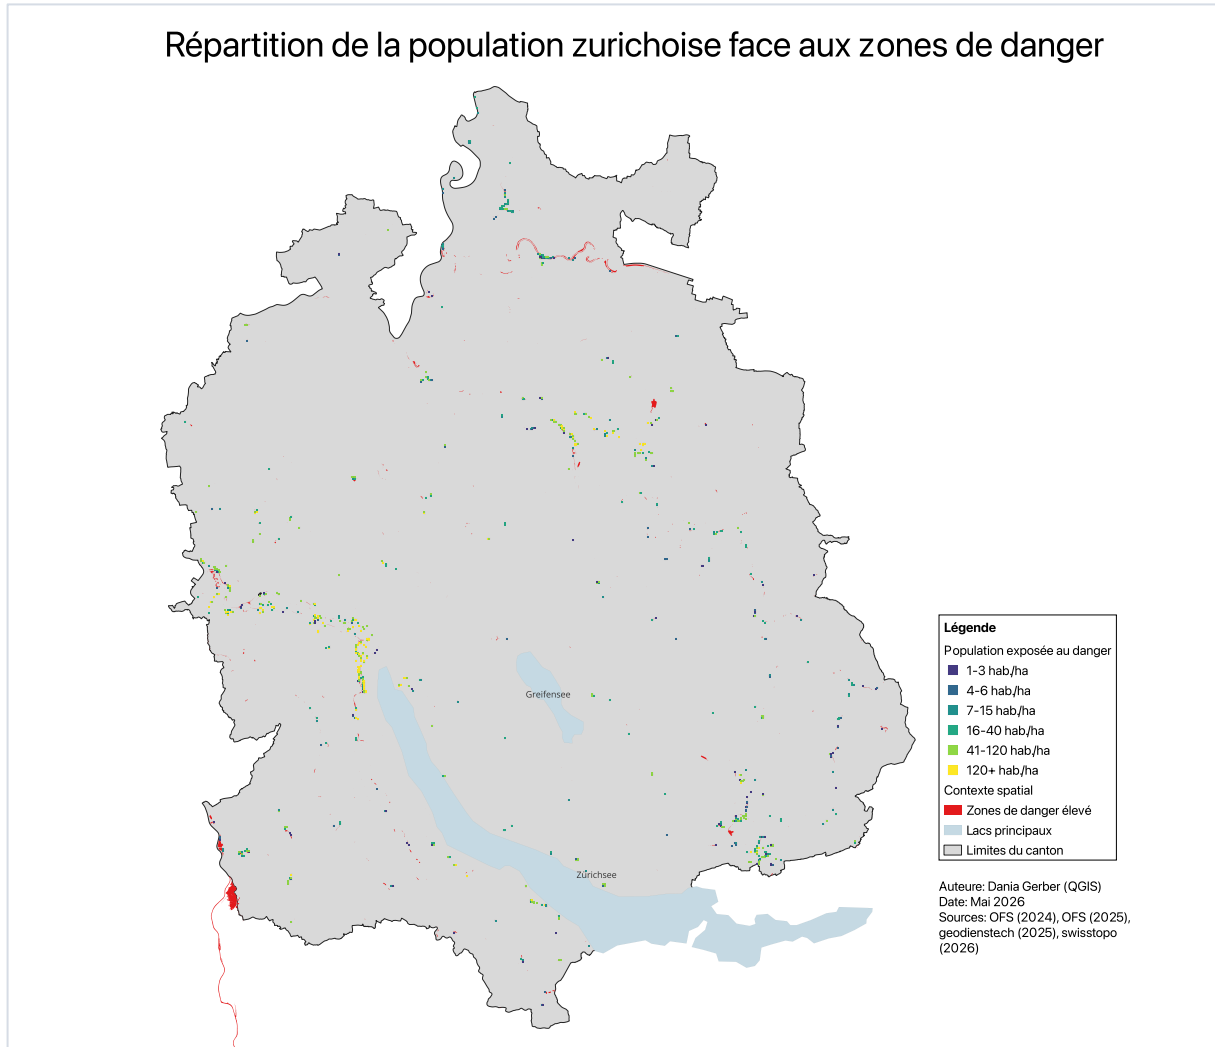 Répartition de la population zurichoise face aux zones de danger
Greifensee
Zürichsee
Légende
Population exposée au danger
1-3 hab/ha
4-6 hab/ha
7-15 hab/ha
16-40 hab/ha
41-120 hab/ha
120+ hab/ha
Contexte spatial
Zones de danger élevé
Lacs principaux
Limites du canton
Auteure: Dania Gerber (QGIS)
Date: Mai 2026
Sources: OFS (2024), OFS (2025),
geodienste.ch (2025), swisstopo
(2026)